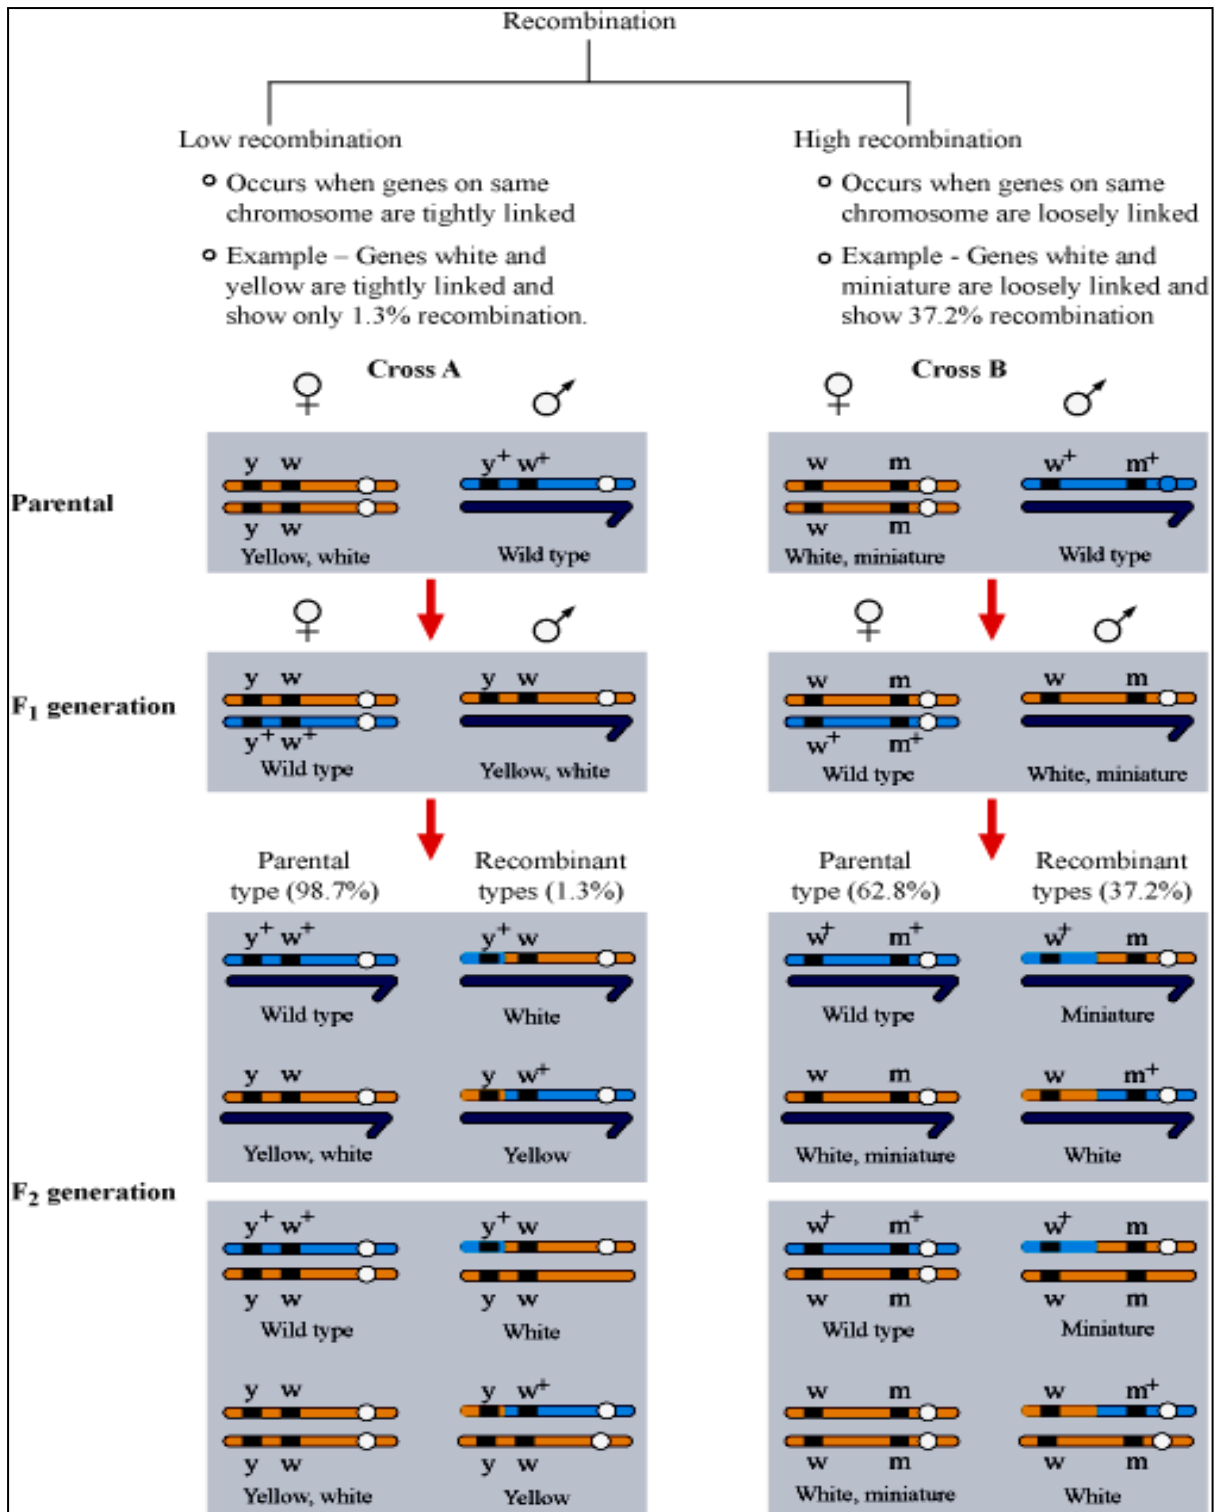 Recombination
Low recombination
Occurs when genes on same
chromosome are tightly linked
Example – Genes white and
yellow are tightly linked and
show only 1.3% recombination.
High recombination
Occurs when genes on same
chromosome are loosely linked
Example - Genes white and
miniature are loosely linked and
show 37.2% recombination
Cross A
♀ ♂
Cross B
♀ ♂
Parental
y w
y w
Yellow, white
y+ w+
Wild type
w m
w m
White, miniature
w+ m+
Wild type
♀ ♂
♀ ♂
F1 generation
y w
y+ w+
Wild type
y w
Yellow, white
w m
w+ m+
Wild type
w m
White, miniature
Parental
type (98.7%)
Recombinant
types (1.3%)
Parental
type (62.8%)
Recombinant
types (37.2%)
F2 generation
y+ w+
Wild type
y+ w
White
w+ m+
Wild type
w+ m
Miniature
y w
Yellow, white
y w+
Yellow
w m
White, miniature
w m+
White
y+ w+
y w
Wild type
y+ w
y w
White
w+ m+
w m
Wild type
w+ m
w m
Miniature
y w
y w
Yellow, white
y w+
y w
Yellow
w m
w m
White, miniature
w m+
w m
White